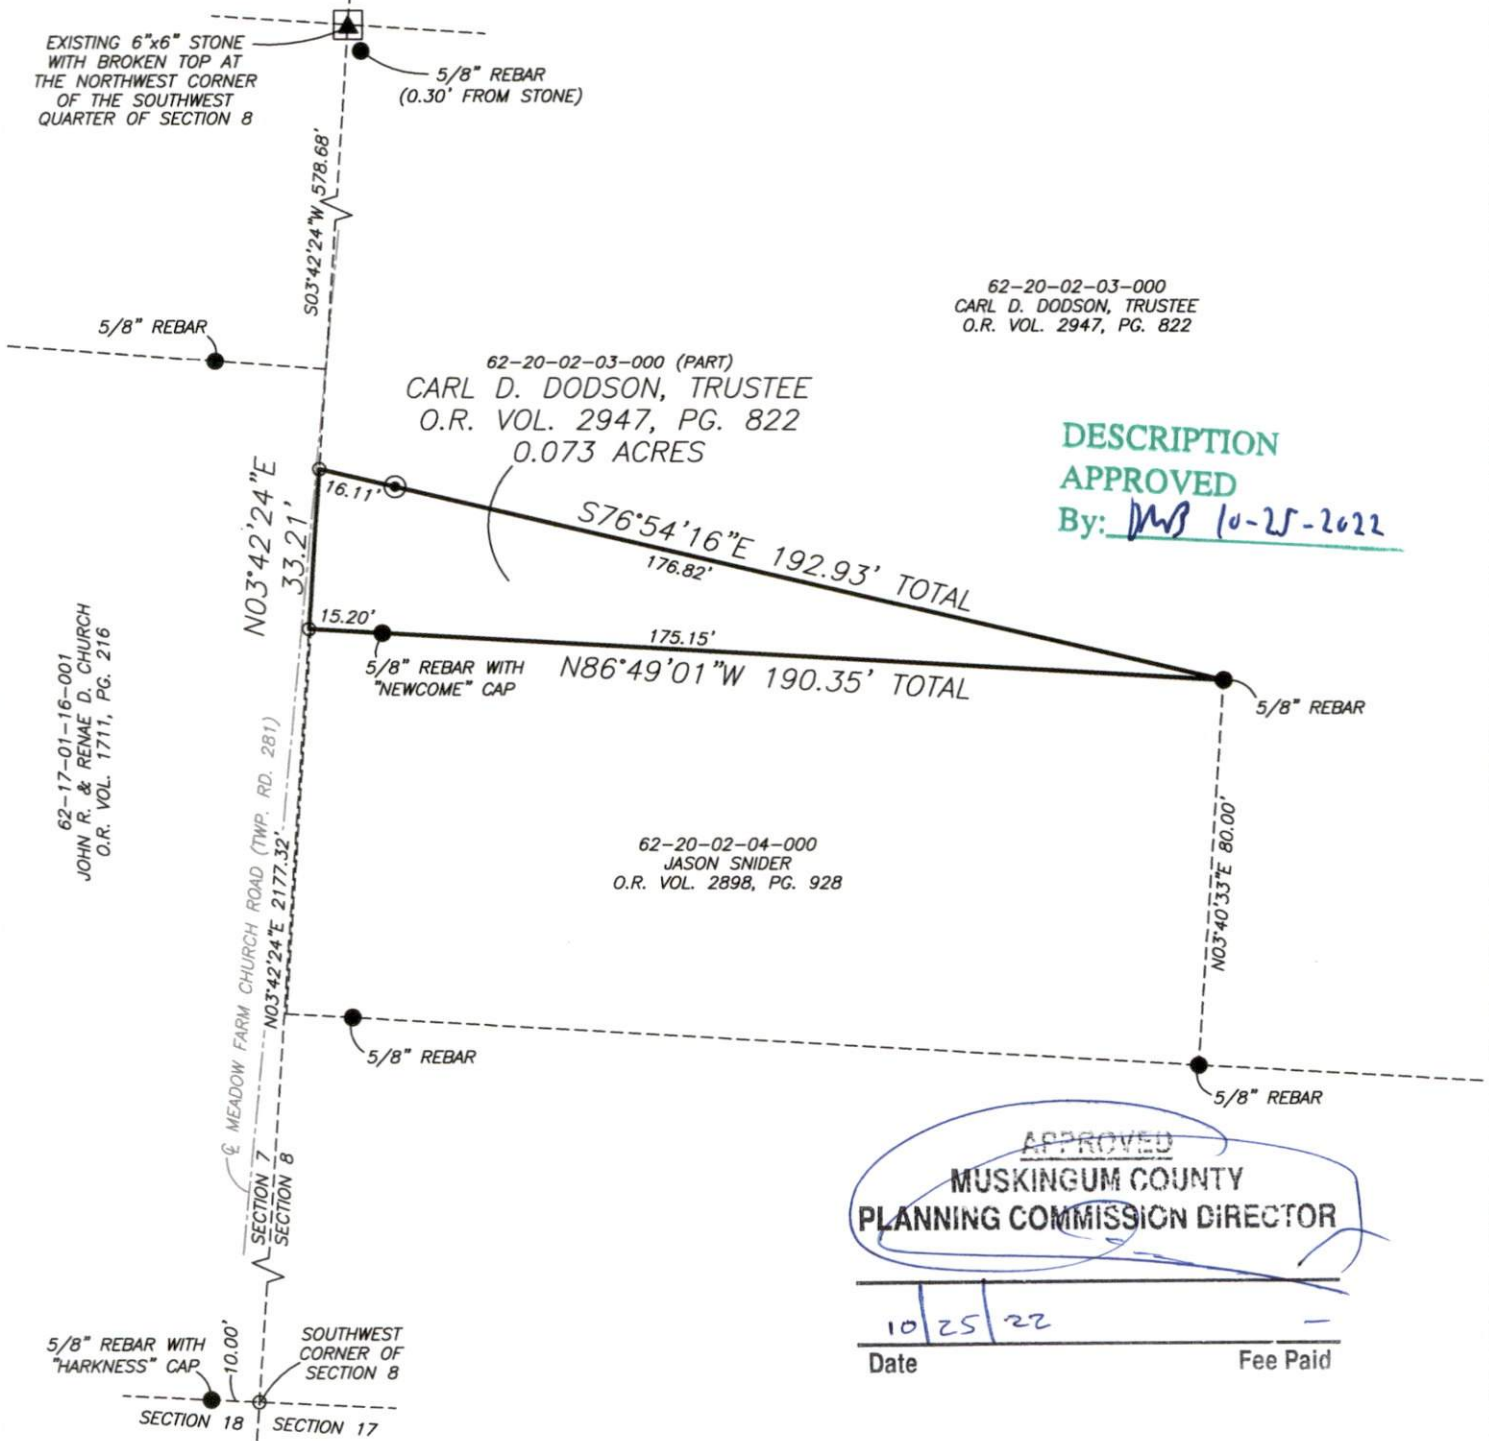 EXISTING 6"x6" STONE
WITH BROKEN TOP AT
THE NORTHWEST CORNER
OF THE SOUTHWEST
QUARTER OF SECTION 8
5/8" REBAR
(0.30' FROM STONE)
S03°42'24"W 578.68'
5/8" REBAR
62-20-02-03-000
CARL D. DODSON, TRUSTEE
O.R. VOL. 2947, PG. 822
62-20-02-03-000 (PART)
CARL D. DODSON, TRUSTEE
O.R. VOL. 2947, PG. 822
0.073 ACRES
DESCRIPTION
APPROVED
By: 10-25-2022
N03°42'24"E
33.21'
16.11'
S76°54'16"E 192.93' TOTAL
176.82'
15.20'
175.15'
N86°49'01"W 190.35' TOTAL
5/8" REBAR WITH
"NEWCOME" CAP
5/8" REBAR
62-17-01-16-001
JOHN R. & RENAE D. CHURCH
O.R. VOL. 1711, PG. 216
℄ MEADOW FARM CHURCH ROAD (TWP. RD. 281)
N03°42'24"E 2177.32'
62-20-02-04-000
JASON SNIDER
O.R. VOL. 2898, PG. 928
N03°40'33"E 80.00'
5/8" REBAR
5/8" REBAR
SECTION 7
SECTION 8
APPROVED
MUSKINGUM COUNTY
PLANNING COMMISSION DIRECTOR
10/25/22 —
Date Fee Paid
5/8" REBAR WITH
"HARKNESS" CAP
10.00'
SOUTHWEST
CORNER OF
SECTION 8
SECTION 18
SECTION 17